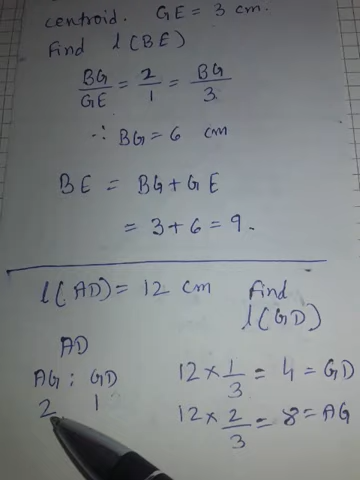 centroid. GE = 3 cm.
Find l(BE)
BG/GE = 2/1 = BG/3
∴ BG = 6 cm
BE = BG + GE
= 3 + 6 = 9.
l(AD) = 12 cm Find
l(GD)
AD
AG : GD
2 1
12 × 1/3 = 4 = GD
12 × 2/3 = 8 = AG